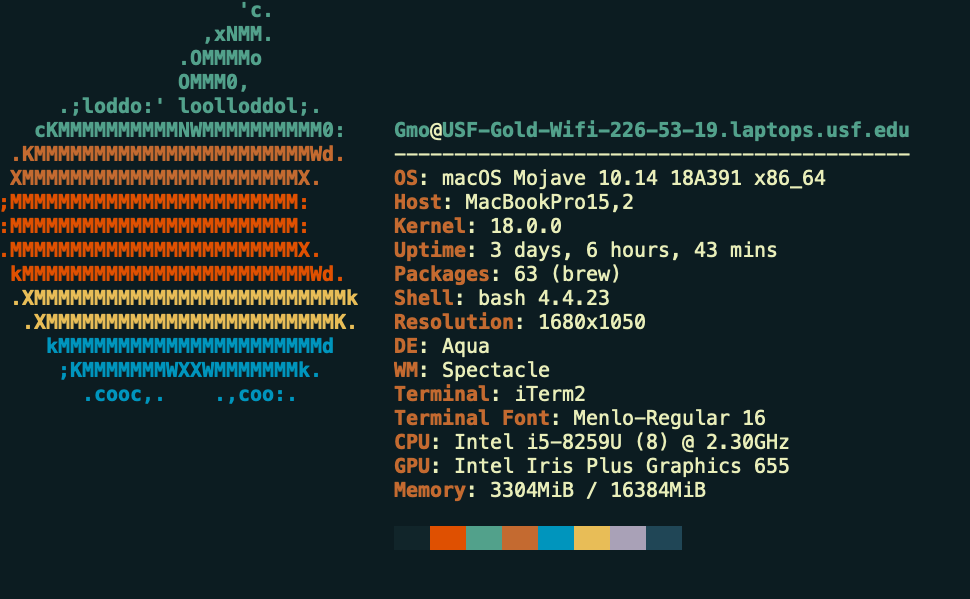 'c.
,xNMM.
.OMMMMo
OMMM0,
.;loddo:' loolloddol;.
cKMMMMMMMMMMNWMMMMMMMMMM0:
.KMMMMMMMMMMMMMMMMMMMMMMMWd.
XMMMMMMMMMMMMMMMMMMMMMMMX.
;MMMMMMMMMMMMMMMMMMMMMMMM:
:MMMMMMMMMMMMMMMMMMMMMMMM:
.MMMMMMMMMMMMMMMMMMMMMMMMX.
kMMMMMMMMMMMMMMMMMMMMMMMMWd.
.XMMMMMMMMMMMMMMMMMMMMMMMMMMk
.XMMMMMMMMMMMMMMMMMMMMMMMMK.
kMMMMMMMMMMMMMMMMMMMMMMd
;KMMMMMMMWXXWMMMMMMMk.
.cooc,. .,coo:.
Gmo@USF-Gold-Wifi-226-53-19.laptops.usf.edu
-------------------------------------------
OS: macOS Mojave 10.14 18A391 x86_64
Host: MacBookPro15,2
Kernel: 18.0.0
Uptime: 3 days, 6 hours, 43 mins
Packages: 63 (brew)
Shell: bash 4.4.23
Resolution: 1680x1050
DE: Aqua
WM: Spectacle
Terminal: iTerm2
Terminal Font: Menlo-Regular 16
CPU: Intel i5-8259U (8) @ 2.30GHz
GPU: Intel Iris Plus Graphics 655
Memory: 3304MiB / 16384MiB